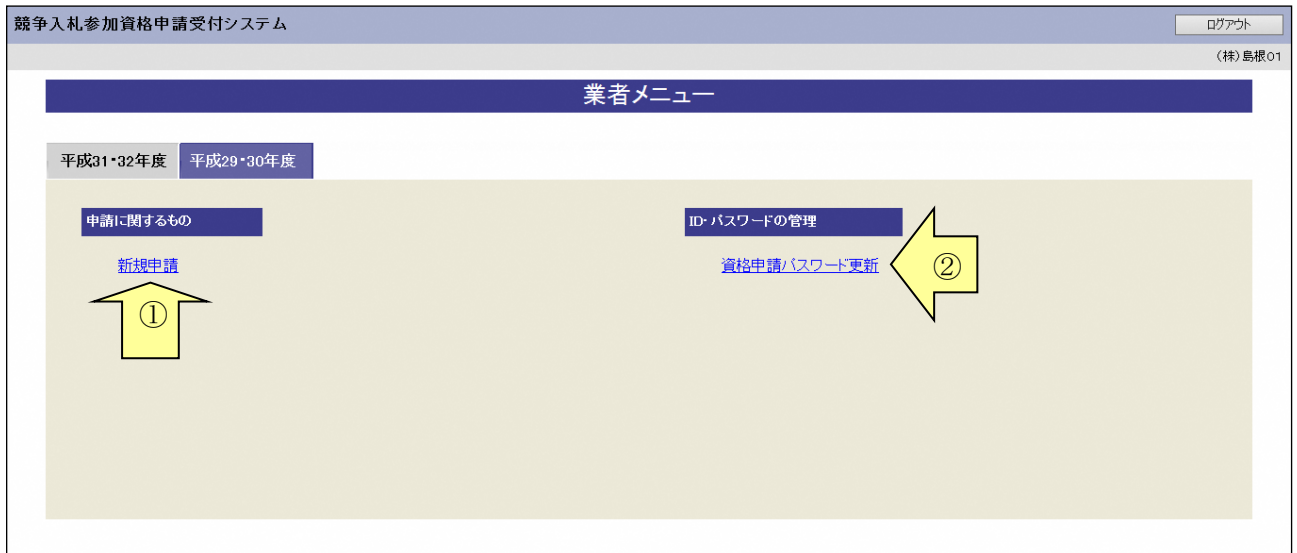 競争入札参加資格申請受付システム
ログアウト
(株)島根01
業者メニュー
平成31・32年度 平成29・30年度
申請に関するもの
ID・パスワードの管理
新規申請
資格申請パスワード更新
①
②